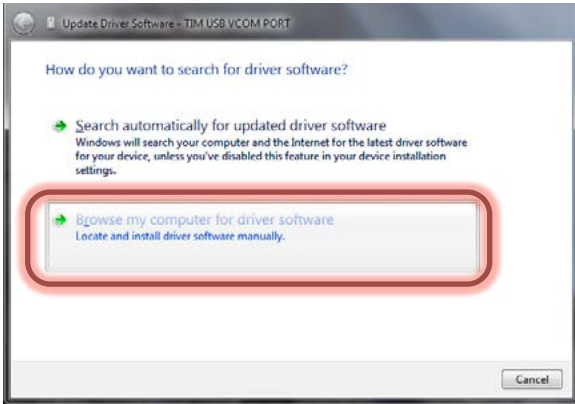 Update Driver Software - TIM USB VCOM PORT
How do you want to search for driver software?
Search automatically for updated driver software
Windows will search your computer and the Internet for the latest driver software
for your device, unless you've disabled this feature in your device installation
settings.
Browse my computer for driver software
Locate and install driver software manually.
Cancel